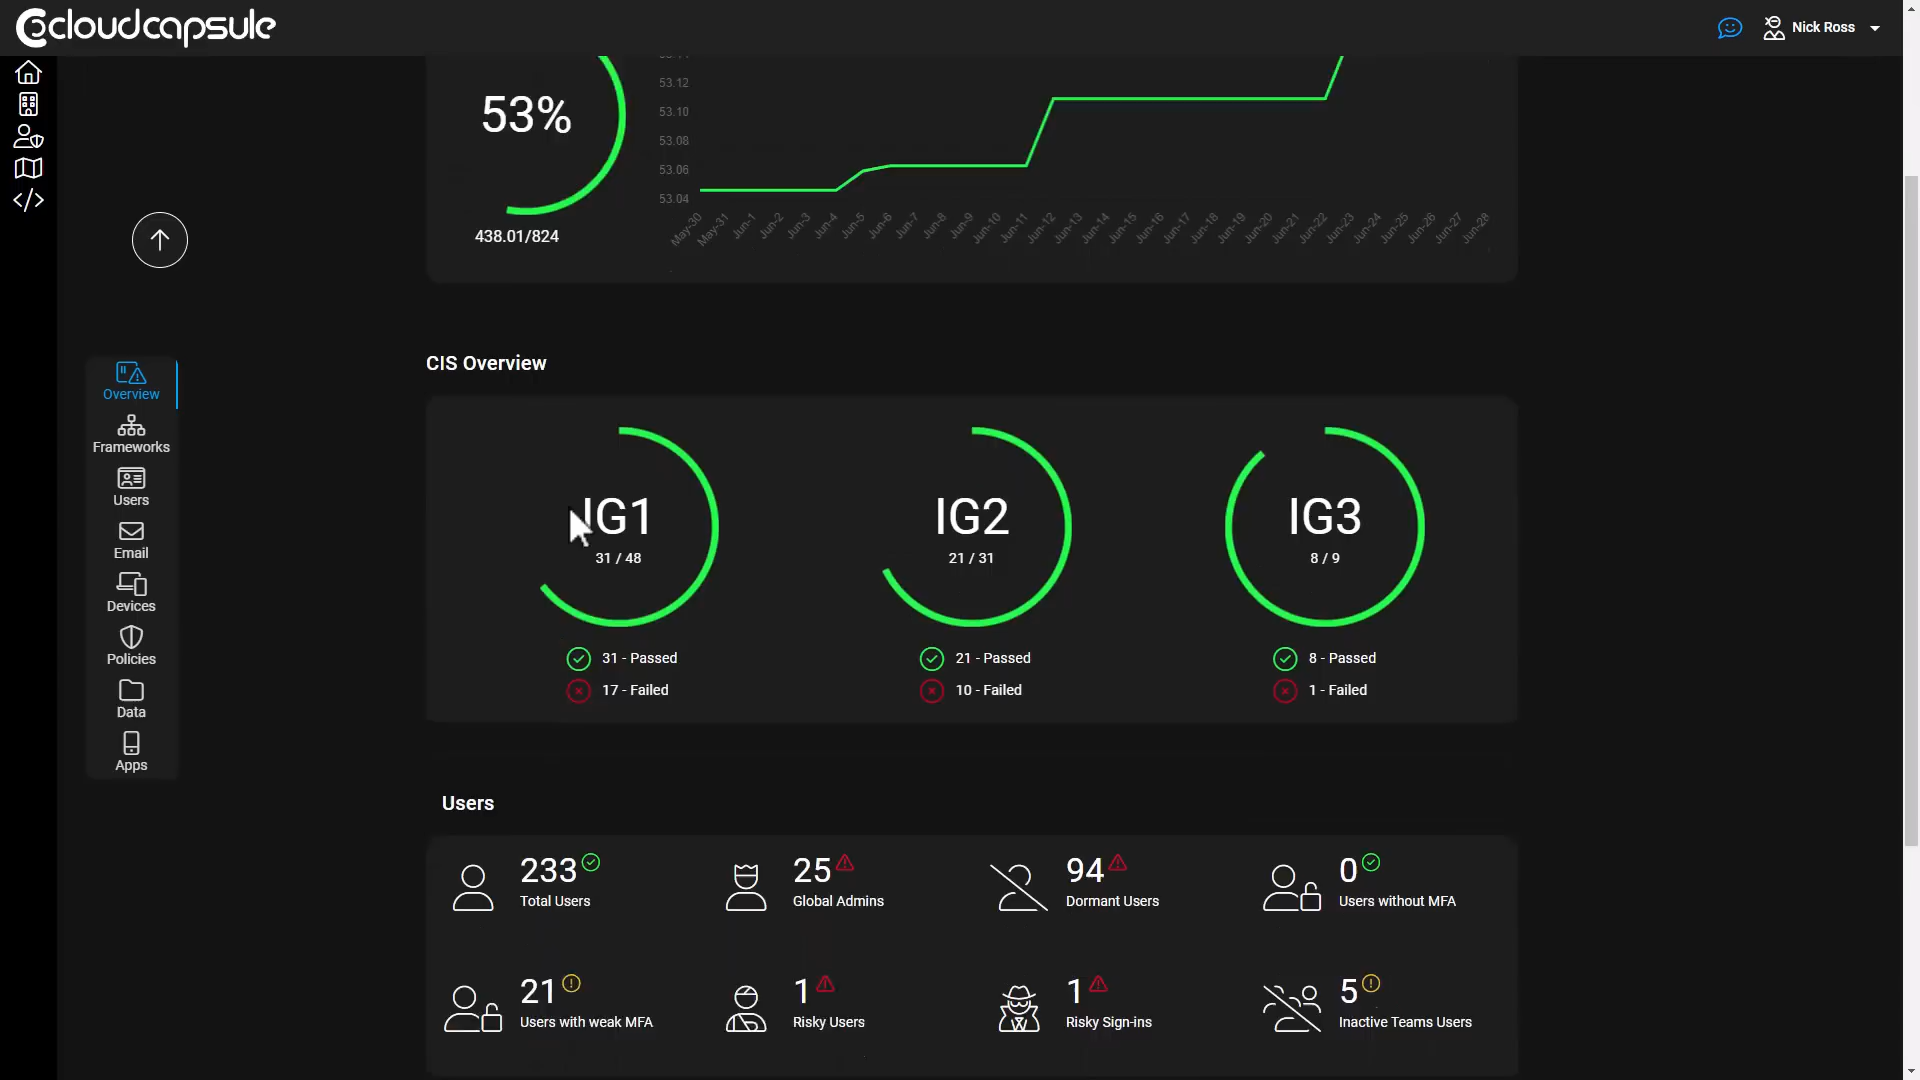 cloudcapsule
Nick Ross
53%
438.01/824
53.12
53.10
53.08
53.06
53.04
May-30
May-31
Jun-1
Jun-2
Jun-3
Jun-4
Jun-5
Jun-6
Jun-7
Jun-8
Jun-9
Jun-10
Jun-11
Jun-12
Jun-13
Jun-14
Jun-15
Jun-16
Jun-17
Jun-18
Jun-19
Jun-20
Jun-21
Jun-22
Jun-23
Jun-24
Jun-25
Jun-26
Jun-27
Jun-28
Overview
Frameworks
Users
Email
Devices
Policies
Data
Apps
CIS Overview
IG1
31 / 48
31 - Passed
17 - Failed
IG2
21 / 31
21 - Passed
10 - Failed
IG3
8 / 9
8 - Passed
1 - Failed
Users
233
Total Users
25
Global Admins
94
Dormant Users
0
Users without MFA
21
Users with weak MFA
1
Risky Users
1
Risky Sign-ins
5
Inactive Teams Users